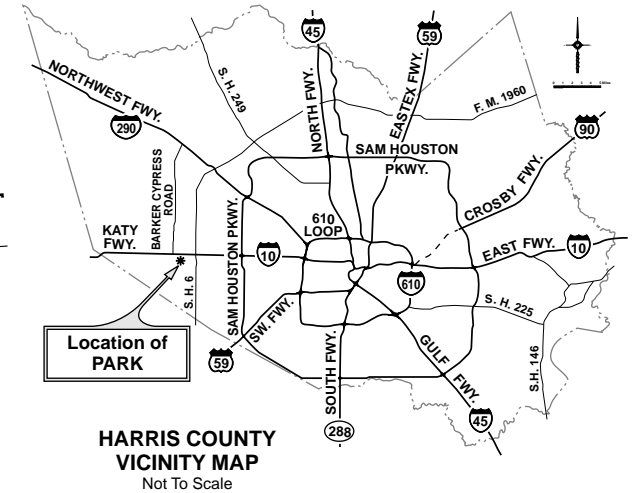 45
59
NORTHWEST FWY.
S. H. 249
NORTH FWY.
EASTEX FWY.
F. M. 1960
290
90
SAM HOUSTON
PKWY.
CROSBY FWY.
BARKER CYPRESS
ROAD
KATY
FWY.
SAM HOUSTON PKWY.
610
LOOP
10
EAST FWY.
10
610
S. H. 6
S. H. 225
Location of
PARK
SW. FWY.
59
SOUTH FWY.
GULF FWY.
S.H. 146
288
45
HARRIS COUNTY
VICINITY MAP
Not To Scale